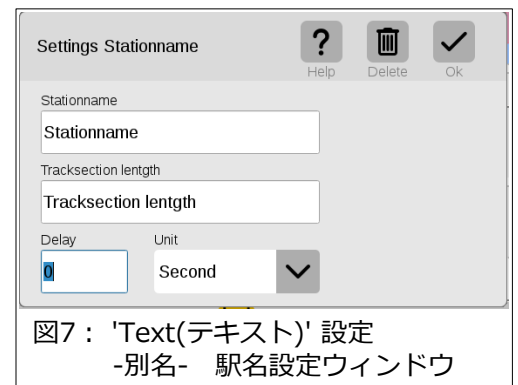 Settings Stationname
Help Delete Ok
Stationname
Stationname
Tracksection lentgth
Tracksection lentgth
Delay Unit
0 Second
図7： 'Text(テキスト)' 設定
-別名-　駅名設定ウィンドウ